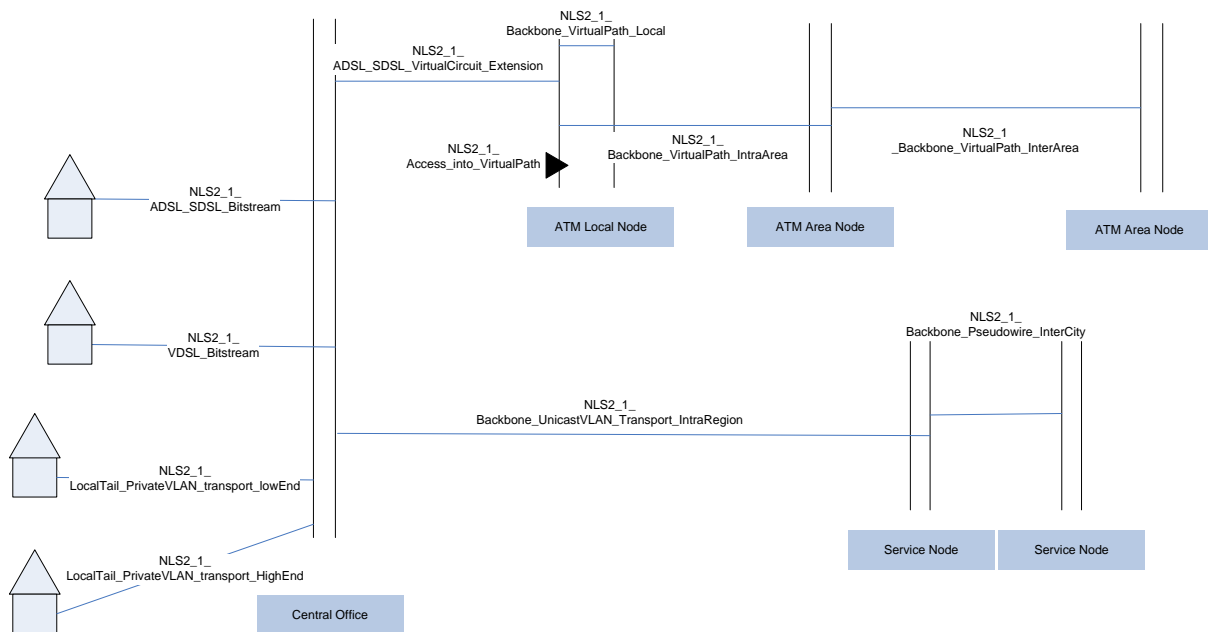 NLS2_1_
Backbone_VirtualPath_Local
NLS2_1_
ADSL_SDSL_VirtualCircuit_Extension
NLS2_1_
Access_into_VirtualPath
NLS2_1_
Backbone_VirtualPath_IntraArea
NLS2_1
_Backbone_VirtualPath_InterArea
NLS2_1_
ADSL_SDSL_Bitstream
ATM Local Node
ATM Area Node
ATM Area Node
NLS2_1_
Backbone_Pseudowire_InterCity
NLS2_1_
VDSL_Bitstream
NLS2_1_
Backbone_UnicastVLAN_Transport_IntraRegion
NLS2_1_
LocalTail_PrivateVLAN_transport_lowEnd
Service Node
Service Node
NLS2_1_
LocalTail_PrivateVLAN_transport_HighEnd
Central Office